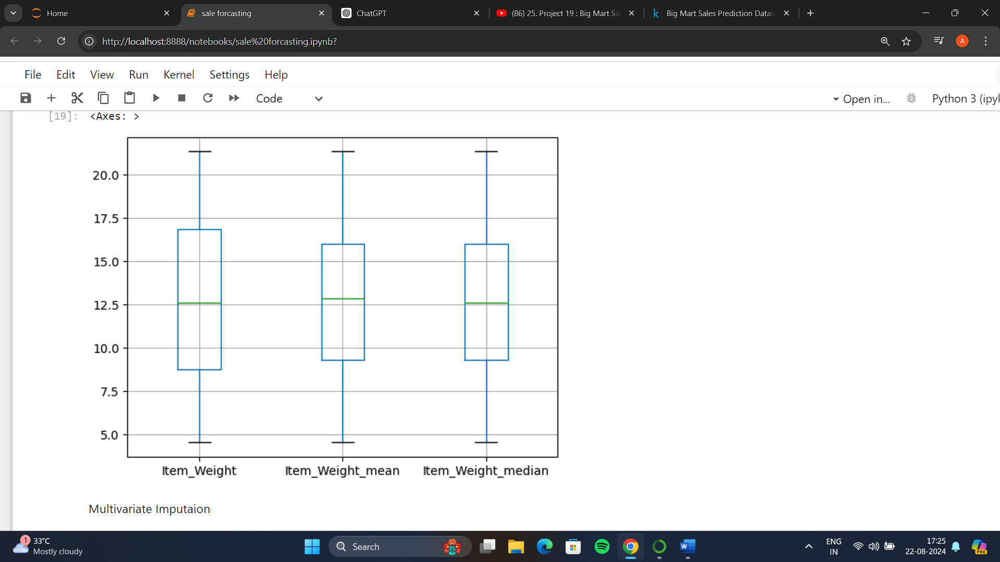 Home
sale forcasting
ChatGPT
(86) 25. Project 19 : Big Mart Sa
Big Mart Sales Prediction Datas
http://localhost:8888/notebooks/sale%20forcasting.ipynb?
A
File Edit View Run Kernel Settings Help
Code
Open in...
Python 3 (ipyk
[19]: <Axes: >
20.0
17.5
15.0
12.5
10.0
7.5
5.0
Item_Weight Item_Weight_mean Item_Weight_median
Multivariate Imputaion
1
33°C
Mostly cloudy
Search
W
ENG
IN
17:25
22-08-2024
PRE